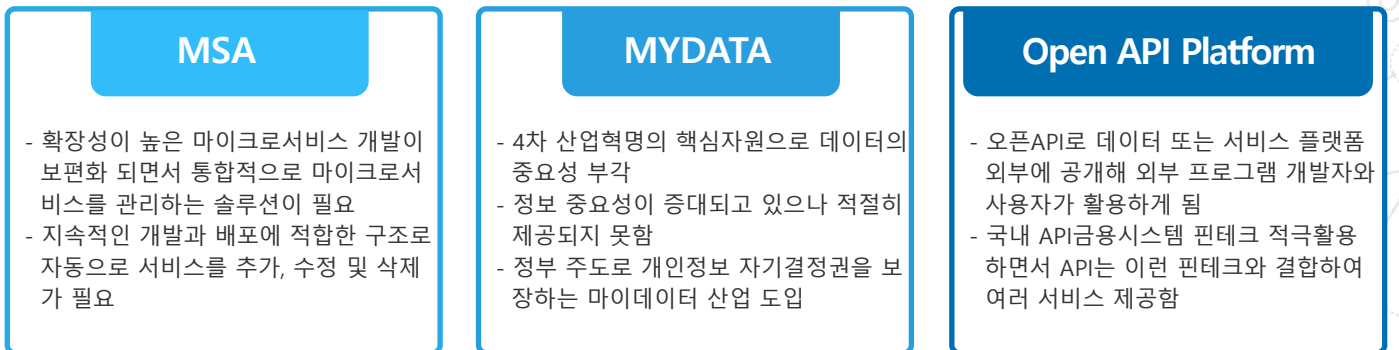 MSA
- 확장성이 높은 마이크로서비스 개발이
보편화 되면서 통합적으로 마이크로서
비스를 관리하는 솔루션이 필요
- 지속적인 개발과 배포에 적합한 구조로
자동으로 서비스를 추가, 수정 및 삭제
가 필요
MYDATA
- 4차 산업혁명의 핵심자원으로 데이터의
중요성 부각
- 정보 중요성이 증대되고 있으나 적절히
제공되지 못함
- 정부 주도로 개인정보 자기결정권을 보
장하는 마이데이터 산업 도입
Open API Platform
- 오픈API로 데이터 또는 서비스 플랫폼
외부에 공개해 외부 프로그램 개발자와
사용자가 활용하게 됨
- 국내 API금융시스템 핀테크 적극활용
하면서 API는 이런 핀테크와 결합하여
여러 서비스 제공함